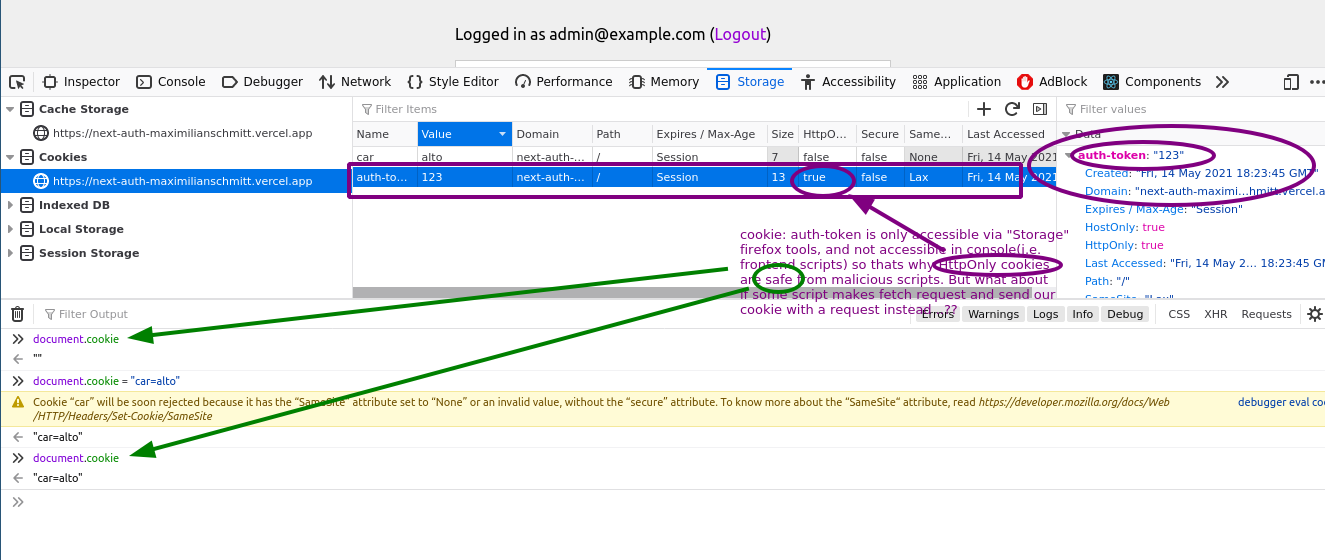 Logged in as admin@example.com (Logout)
Inspector Console Debugger Network Style Editor Performance Memory Storage Accessibility Application AdBlock Components
Cache Storage
https://next-auth-maximilianschmitt.vercel.app
Cookies
https://next-auth-maximilianschmitt.vercel.app
Indexed DB
Local Storage
Session Storage
Filter Items
Name Value Domain Path Expires / Max-Age Size HttpO... Secure Same... Last Accessed
car alto next-auth-... / Session 7 false false None Fri, 14 May 2021
auth-to... 123 next-auth-... / Session 13 true false Lax Fri, 14 May 2021
Filter values
Data
auth-token: "123"
Created: "Fri, 14 May 2021 18:23:45 GMT"
Domain: "next-auth-maximi...hmitt.vercel.a
Expires / Max-Age: "Session"
HostOnly: true
HttpOnly: true
Last Accessed: "Fri, 14 May 2... 18:23:45 GM
Path: "/"
SameSite: "Lax"
cookie: auth-token is only accessible via "Storage"
firefox tools, and not accessible in console(i.e.
frontend scripts) so thats why HttpOnly cookies
are safe from malicious scripts. But what about
if some script makes fetch request and send our
cookie with a request instead...??
Filter Output
Errors Warnings Logs Info Debug CSS XHR Requests
document.cookie
""
document.cookie = "car=alto"
Cookie “car” will be soon rejected because it has the “SameSite” attribute set to “None” or an invalid value, without the “secure” attribute. To know more about the “SameSite“ attribute, read https://developer.mozilla.org/docs/Web
/HTTP/Headers/Set-Cookie/SameSite
debugger eval co
"car=alto"
document.cookie
"car=alto"